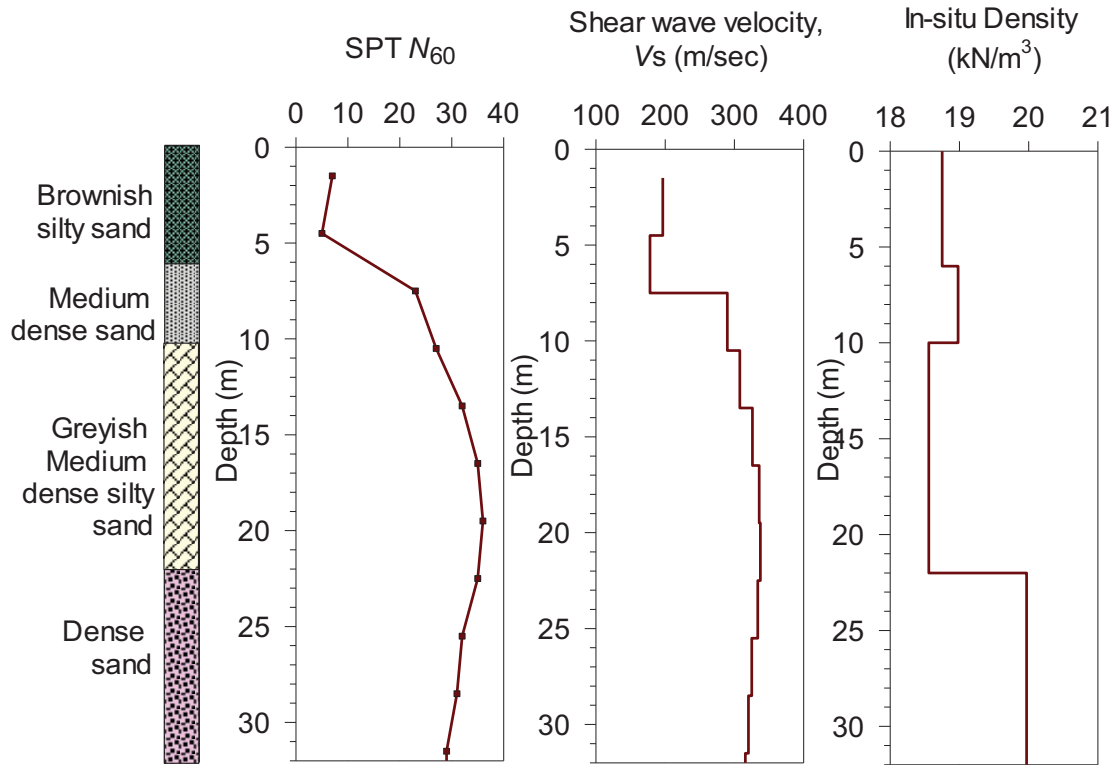 SPT N60
0 10 20 30 40
Shear wave velocity,
Vs (m/sec)
100 200 300 400
In-situ Density
(kN/m3)
18 19 20 21
Brownish
silty sand
Medium
dense sand
Greyish
Medium
dense silty
sand
Dense
sand
0
5
10
15
20
25
30
Depth (m)
0
5
10
15
20
25
30
Depth (m)
0
5
10
15
20
25
30
Depth (m)